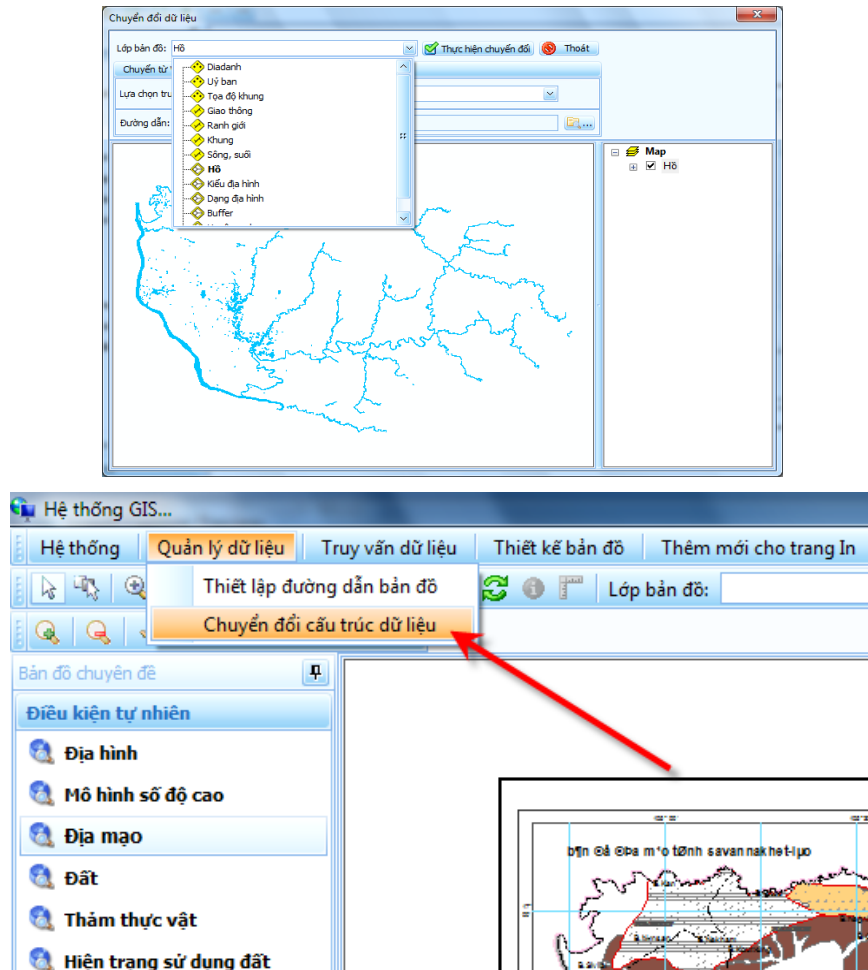 Chuyển đổi dữ liệu
Lớp bản đồ: Hồ Thực hiện chuyển đổi Thoát
Chuyển từ
Diadanh
Uỷ ban
Lựa chọn trư
Tọa độ khung
Giao thông
Đường dẫn:
Ranh giới
Khung
Sông, suối
Hồ
Kiểu địa hình
Dạng địa hình
Buffer
Map
Hồ
Hệ thống GIS...
Hệ thống Quản lý dữ liệu Truy vấn dữ liệu Thiết kế bản đồ Thêm mới cho trang In
Thiết lập đường dẫn bản đồ
Lớp bản đồ:
Chuyển đổi cấu trúc dữ liệu
Bản đồ chuyên đề
Điều kiện tự nhiên
Địa hình
Mô hình số độ cao
Địa mạo
Đất
Thảm thực vật
Hiện trạng sử dụng đất
b¶n ®å ®Þa m¹o tØnh savannakhet-lµo